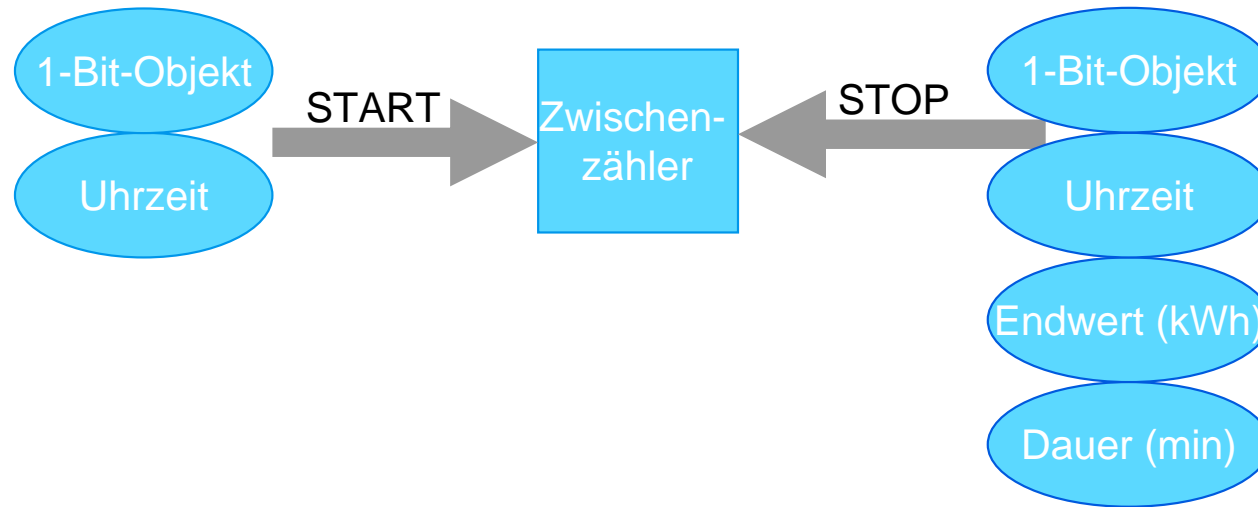 1-Bit-Objekt
Uhrzeit
START
Zwischen-
zähler
STOP
1-Bit-Objekt
Uhrzeit
Endwert (kWh)
Dauer (min)